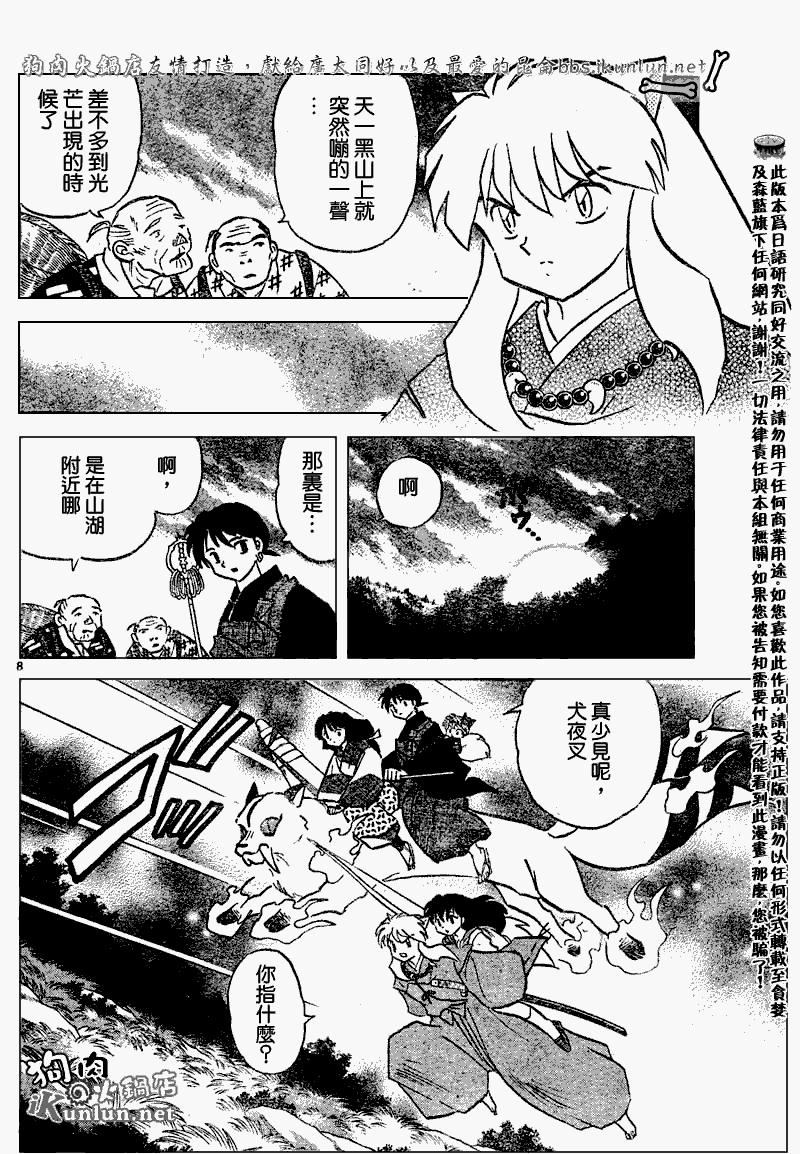 狗肉火鍋店友情打造，獻給廣大同好以及最愛的昆侖bbs.ikunlun.net
天一黑山上就
突然嘣的一聲
…
差不多到光
芒出現的時
候了
啊
ボウ…
那裏是…
啊，
是在山湖
附近哪
8
真少見呢，
犬夜叉
你指什麼？
狗肉
火鍋店
iKunlun.net
此版本爲日語研究同好交流之用，請勿用于任何商業用途。如您喜歡此作品，請支持正版！請勿以任何形式轉載至貪婪
及森藍旗下任何網站，謝謝！一切法律責任與本組無關。如果您被告知需要付款才能看到此漫畫，那麼，您被騙了！